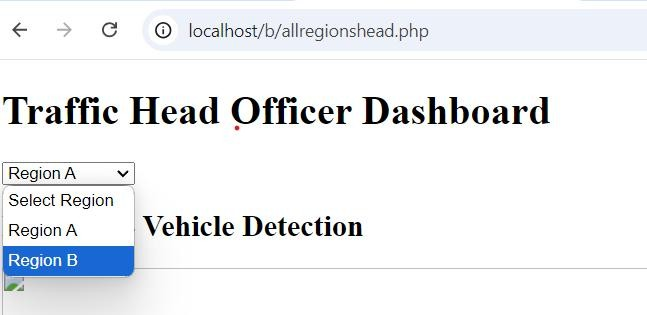 localhost/b/allregionshead.php
Traffic Head Officer Dashboard
Region A
Select Region
Region A
Region B
Vehicle Detection